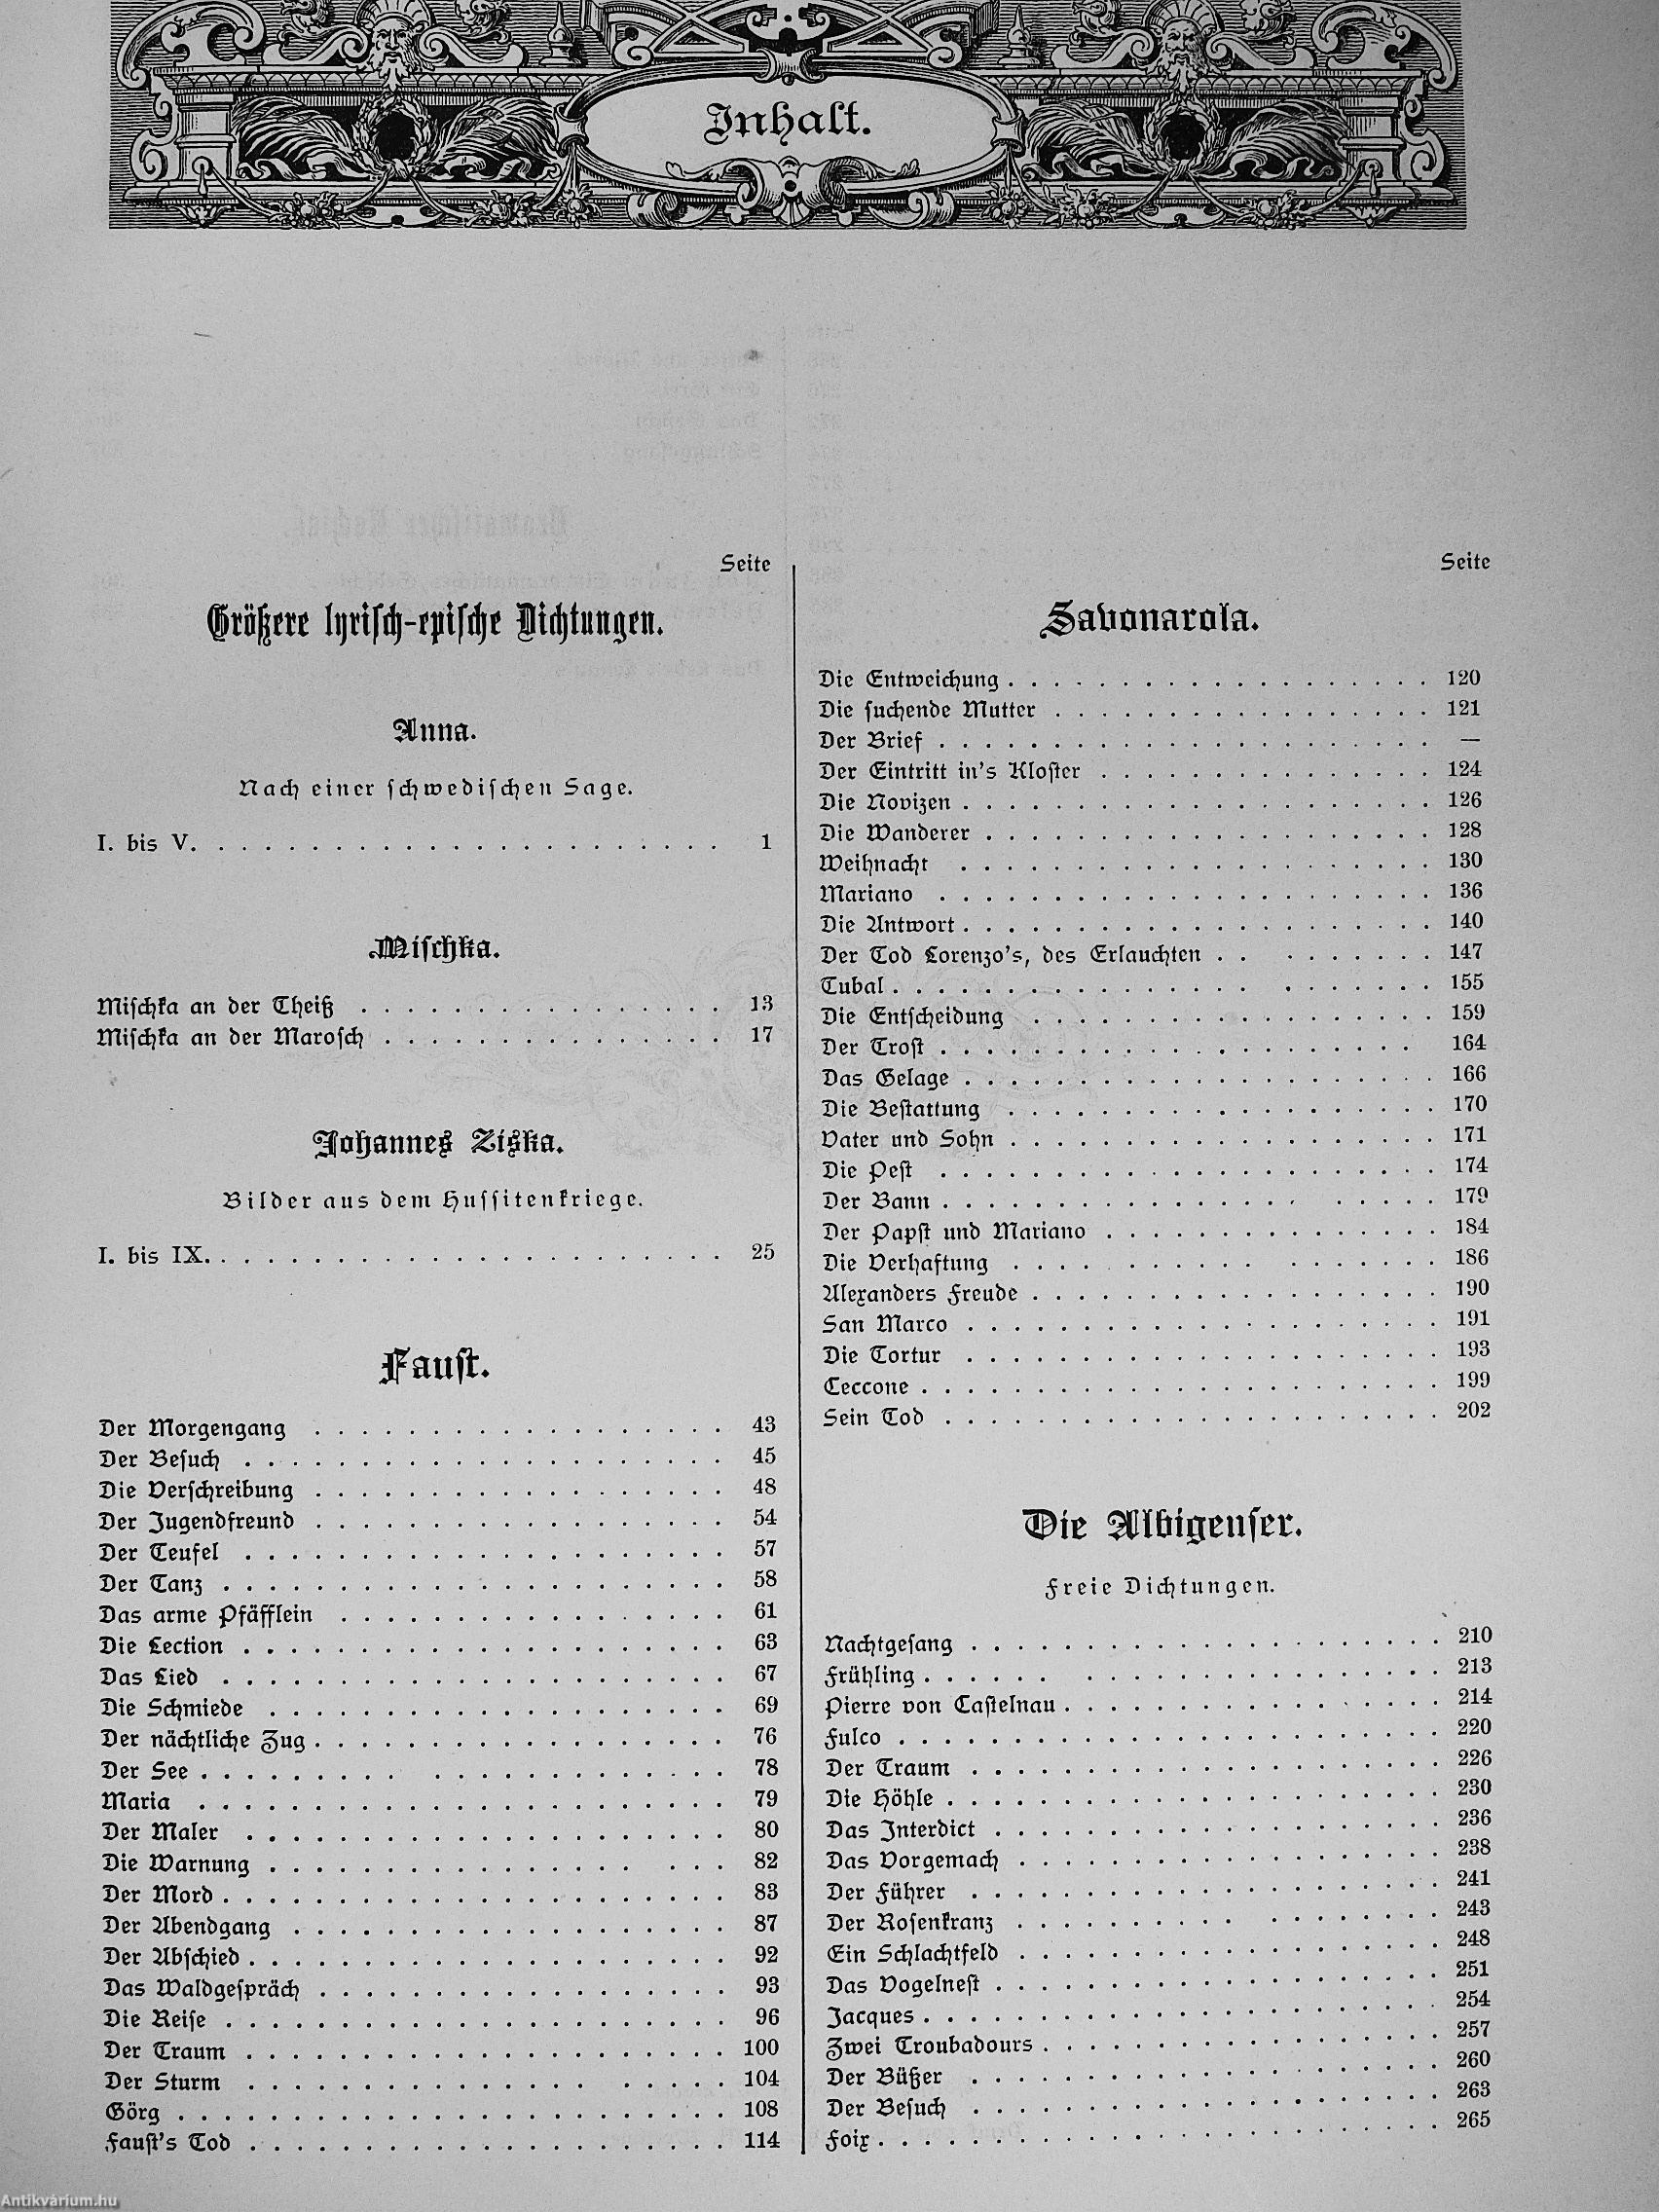 Inhalt.
Seite
Größere lyriſch-epiſche Dichtungen.
Anna.
Nach einer ſchwediſchen Sage.
I. bis V. . . . . . . . . . . . . . . . . . . . . . . . 1
Miſchka.
Miſchka an der Theiß . . . . . . . . . . . . . . . . 13
Miſchka an der Maroſch . . . . . . . . . . . . . . . 17
Johannes Ziska.
Bilder aus dem Huſſitenkriege.
I. bis IX. . . . . . . . . . . . . . . . . . . . . . . 25
Fauſt.
Der Morgengang . . . . . . . . . . . . . . . . . . 43
Der Beſuch . . . . . . . . . . . . . . . . . . . . . 45
Die Verſchreibung . . . . . . . . . . . . . . . . . . 48
Der Jugendfreund . . . . . . . . . . . . . . . . . . 54
Der Teufel . . . . . . . . . . . . . . . . . . . . . 57
Der Tanz . . . . . . . . . . . . . . . . . . . . . . 58
Das arme Pfäfflein . . . . . . . . . . . . . . . . . 61
Die Lection . . . . . . . . . . . . . . . . . . . . . 63
Das Lied . . . . . . . . . . . . . . . . . . . . . . 67
Die Schmiede . . . . . . . . . . . . . . . . . . . . 69
Der nächtliche Zug . . . . . . . . . . . . . . . . . . 76
Der See . . . . . . . . . . . . . . . . . . . . . . 78
Maria . . . . . . . . . . . . . . . . . . . . . . . 79
Der Maler . . . . . . . . . . . . . . . . . . . . . 80
Die Warnung . . . . . . . . . . . . . . . . . . . 82
Der Mord . . . . . . . . . . . . . . . . . . . . . . 83
Der Abendgang . . . . . . . . . . . . . . . . . . . 87
Der Abſchied . . . . . . . . . . . . . . . . . . . . . 92
Das Waldgeſpräch . . . . . . . . . . . . . . . . . . 93
Die Reiſe . . . . . . . . . . . . . . . . . . . . . . 96
Der Traum . . . . . . . . . . . . . . . . . . . . . 100
Der Sturm . . . . . . . . . . . . . . . . . . . . 104
Görg . . . . . . . . . . . . . . . . . . . . . . . . 108
Fauſt's Tod . . . . . . . . . . . . . . . . . . . . . 114
Seite
Savonarola.
Die Entweichung . . . . . . . . . . . . . . . . . . . 120
Die ſuchende Mutter . . . . . . . . . . . . . . . . . 121
Der Brief . . . . . . . . . . . . . . . . . . . . . . —
Der Eintritt in's Kloſter . . . . . . . . . . . . . . . 124
Die Novizen . . . . . . . . . . . . . . . . . . . . . 126
Die Wanderer . . . . . . . . . . . . . . . . . . . . 128
Weihnacht . . . . . . . . . . . . . . . . . . . . . 130
Mariano . . . . . . . . . . . . . . . . . . . . . . 136
Die Antwort . . . . . . . . . . . . . . . . . . . . . 140
Der Tod Lorenzo's, des Erlauchten . . . . . . . . . 147
Tubal . . . . . . . . . . . . . . . . . . . . . . . 155
Die Entſcheidung . . . . . . . . . . . . . . . . . . 159
Der Troſt . . . . . . . . . . . . . . . . . . . . . 164
Das Gelage . . . . . . . . . . . . . . . . . . . . . 166
Die Beſtattung . . . . . . . . . . . . . . . . . . . 170
Vater und Sohn . . . . . . . . . . . . . . . . . . . 171
Die Peſt . . . . . . . . . . . . . . . . . . . . . . 174
Der Bann . . . . . . . . . . . . . . . . . . . . . 179
Der Papſt und Mariano . . . . . . . . . . . . . . . 184
Die Verhaftung . . . . . . . . . . . . . . . . . . 186
Alexanders Freude . . . . . . . . . . . . . . . . . . 190
San Marco . . . . . . . . . . . . . . . . . . . . . 191
Die Tortur . . . . . . . . . . . . . . . . . . . . . 193
Ceccone . . . . . . . . . . . . . . . . . . . . . . . 199
Sein Tod . . . . . . . . . . . . . . . . . . . . . . 202
Die Albigenſer.
Freie Dichtungen.
Nachtgeſang . . . . . . . . . . . . . . . . . . . . . 210
Frühling . . . . . . . . . . . . . . . . . . . . . . 213
Pierre von Caſtelnau . . . . . . . . . . . . . . . . . 214
Fulco . . . . . . . . . . . . . . . . . . . . . . . . 220
Der Traum . . . . . . . . . . . . . . . . . . . . . 226
Die Höhle . . . . . . . . . . . . . . . . . . . . . . 230
Das Interdict . . . . . . . . . . . . . . . . . . . . 236
Das Vorgemach . . . . . . . . . . . . . . . . . . . 238
Der Führer . . . . . . . . . . . . . . . . . . . . . 241
Der Roſenkranz . . . . . . . . . . . . . . . . . . 243
Ein Schlachtfeld . . . . . . . . . . . . . . . . . . . 248
Das Vogelneſt . . . . . . . . . . . . . . . . . . . . 251
Jacques . . . . . . . . . . . . . . . . . . . . . . . 254
Zwei Troubadours . . . . . . . . . . . . . . . . . . 257
Der Büßer . . . . . . . . . . . . . . . . . . . . . 260
Der Beſuch . . . . . . . . . . . . . . . . . . . . . 263
Foix . . . . . . . . . . . . . . . . . . . . . . . . 265
Antikvárium.hu